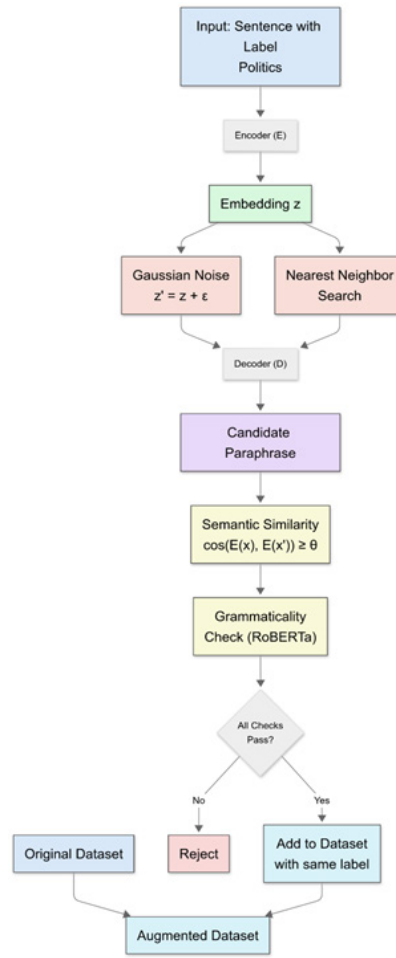 Input: Sentence with
Label
Politics
Encoder (E)
Embedding z
Gaussian Noise
z' = z + ε
Nearest Neighbor
Search
Decoder (D)
Candidate
Paraphrase
Semantic Similarity
cos(E(x), E(x')) ≥ θ
Grammaticality
Check (RoBERTa)
All Checks
Pass?
No
Yes
Original Dataset
Reject
Add to Dataset
with same label
Augmented Dataset